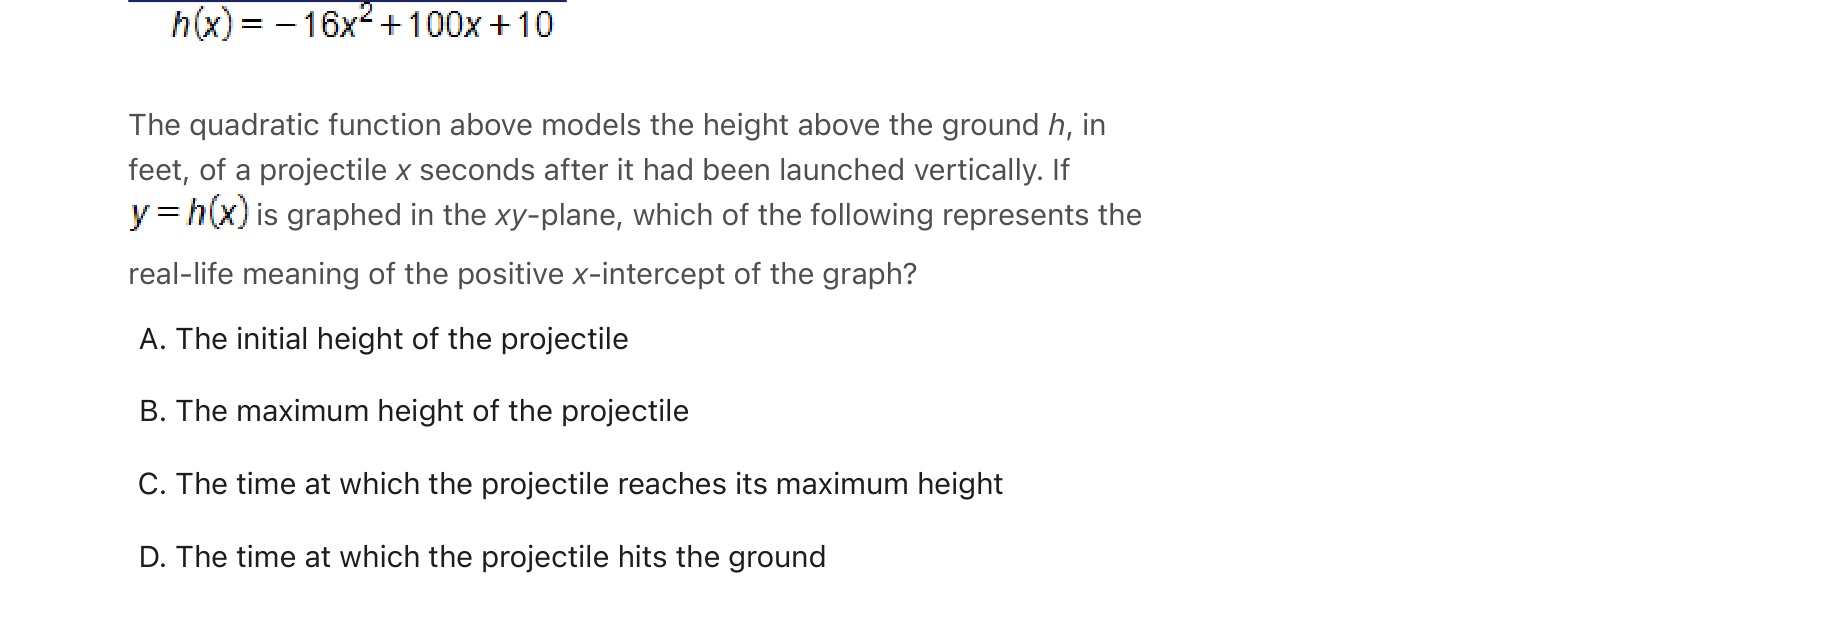 h(x) = − 16x² + 100x + 10
The quadratic function above models the height above the ground h, in
feet, of a projectile x seconds after it had been launched vertically. If
y = h(x) is graphed in the xy-plane, which of the following represents the
real-life meaning of the positive x-intercept of the graph?
A. The initial height of the projectile
B. The maximum height of the projectile
C. The time at which the projectile reaches its maximum height
D. The time at which the projectile hits the ground